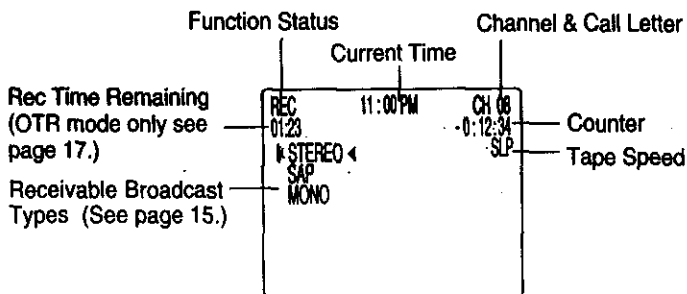 Function Status
Channel & Call Letter
Current Time
Rec Time Remaining
(OTR mode only see
page 17.)
REC 11:00 PM CH 08
01:23 -0:12:34
Counter
STEREO
SLP
Tape Speed
SAP
MONO
Receivable Broadcast
Types (See page 15.)